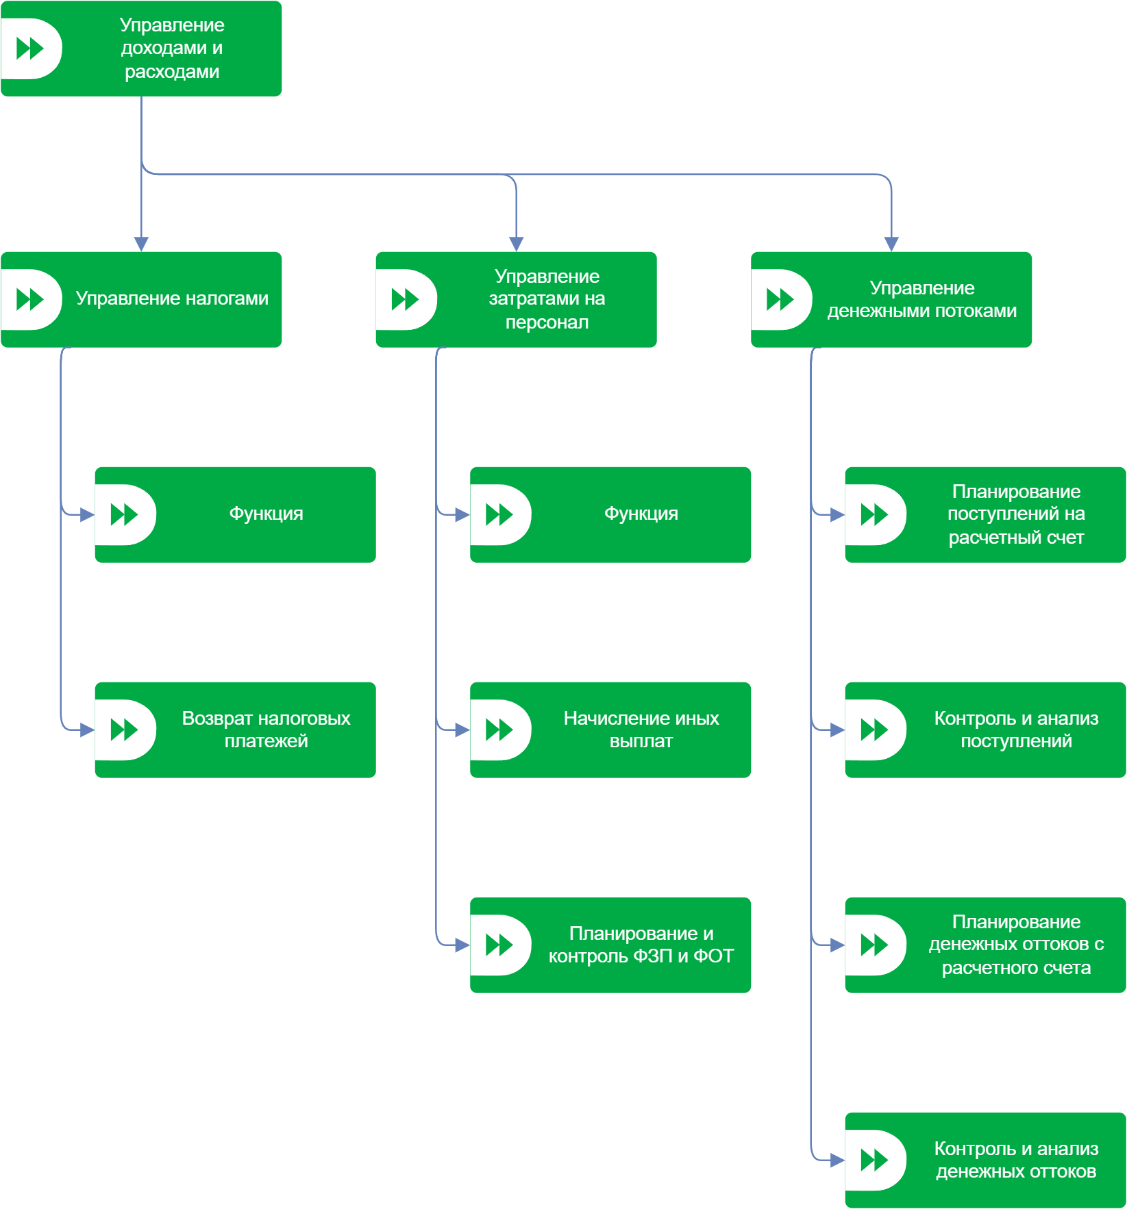 Управление
доходами и
расходами
Управление налогами
Управление
затратами на
персонал
Управление
денежными потоками
Функция
Функция
Планирование
поступлений на
расчетный счет
Возврат налоговых
платежей
Начисление иных
выплат
Контроль и анализ
поступлений
Планирование и
контроль ФЗП и ФОТ
Планирование
денежных оттоков с
расчетного счета
Контроль и анализ
денежных оттоков